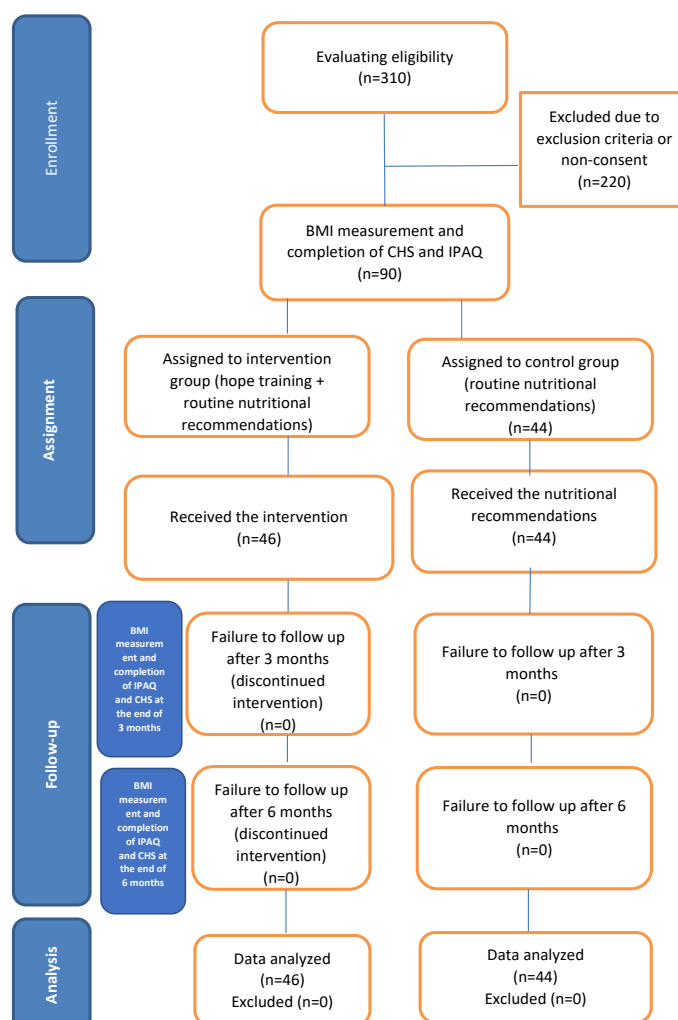 Enrollment
Evaluating eligibility
(n=310)
Excluded due to
exclusion criteria or
non-consent
(n=220)
BMI measurement and
completion of CHS and IPAQ
(n=90)
Assignment
Assigned to intervention
group (hope training +
routine nutritional
recommendations)
Assigned to control group
(routine nutritional
recommendations)
(n=44)
Received the intervention
(n=46)
Received the nutritional
recommendations
(n=44)
Follow-up
BMI
measurem
ent and
completion
of IPAQ
and CHS at
the end of
3 months
Failure to follow up
after 3 months
(discontinued
intervention)
(n=0)
Failure to follow up after 3
months
(n=0)
BMI
measurem
ent and
completion
of IPAQ
and CHS at
the end of
6 months
Failure to follow up
after 6 months
(discontinued
intervention)
(n=0)
Failure to follow up after 6
months
(n=0)
Analysis
Data analyzed
(n=46)
Excluded (n=0)
Data analyzed
(n=44)
Excluded (n=0)